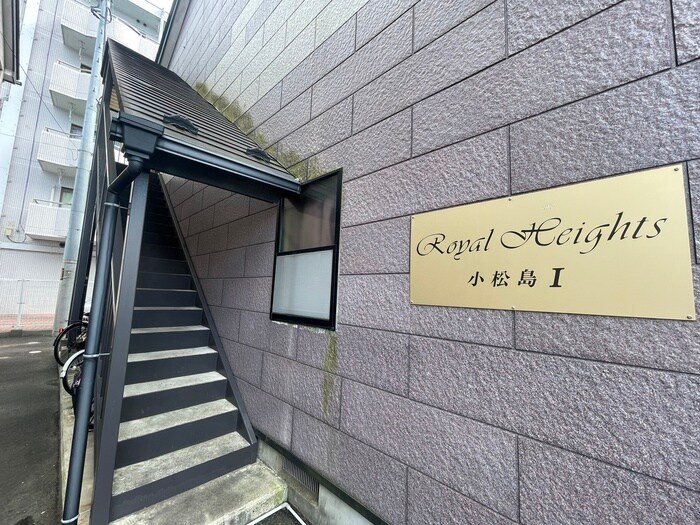 Royal Heights
小松島 I